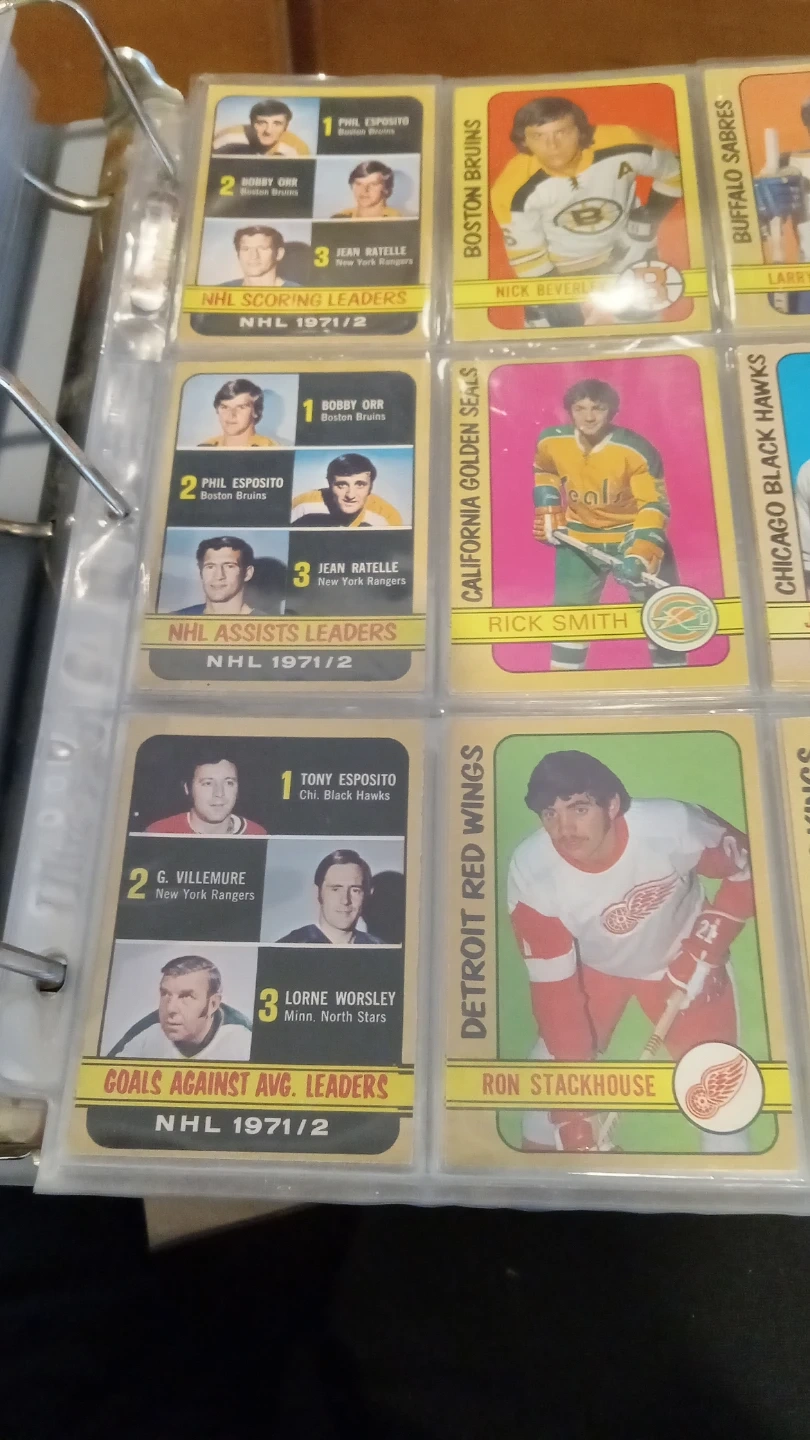 1 PHIL ESPOSITO
Boston Bruins
2 BOBBY ORR
Boston Bruins
3 JEAN RATELLE
New York Rangers
NHL SCORING LEADERS
NHL 1971/2
BOSTON BRUINS
A
B
NICK
B
BUFFALO SABRES
LARRY
1 BOBBY ORR
Boston Bruins
2 PHIL ESPOSITO
Boston Bruins
3 JEAN RATELLE
New York Rangers
NHL ASSISTS LEADERS
NHL 1971/2
CALIFORNIA GOLDEN SEALS
Seals
RICK SMITH
CHICAGO BLACK HAWKS
1 TONY ESPOSITO
Chi. Black Hawks
2 G. VILLEMURE
New York Rangers
3 LORNE WORSLEY
Minn. North Stars
GOALS AGAINST AVG. LEADERS
NHL 1971/2
DETROIT RED WINGS
21
RON STACKHOUSE